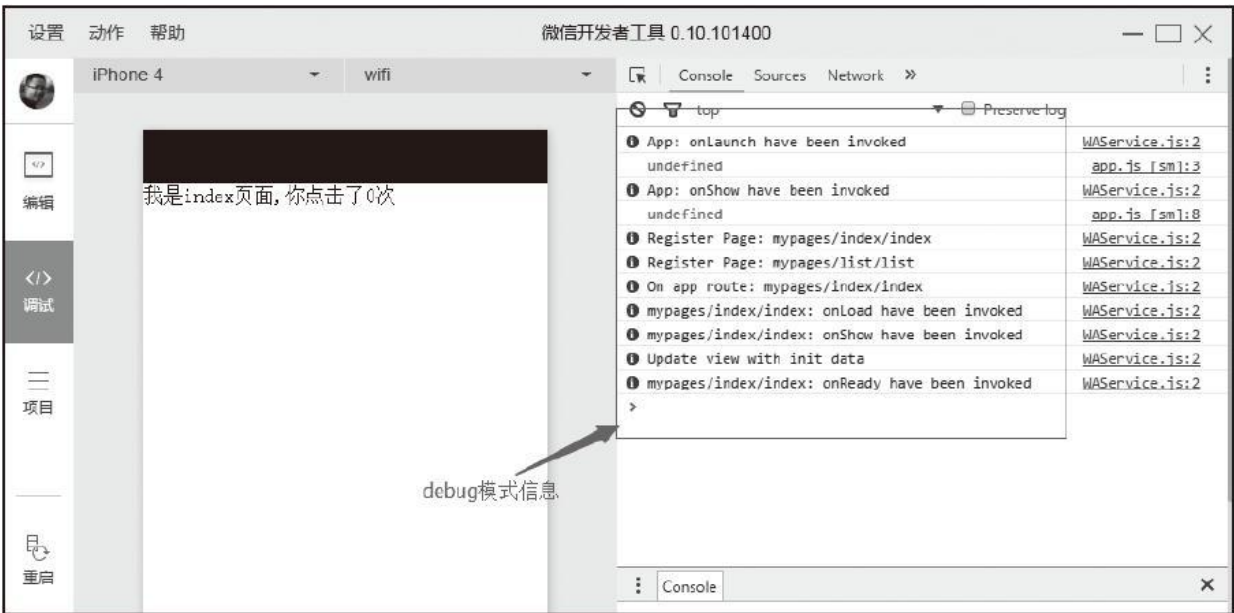 设置 动作 帮助 微信开发者工具 0.10.101400
iPhone 4 wifi Console Sources Network »
top Preserve log
App: onLaunch have been invoked WAService.js:2
undefined app.js [sm]:3
App: onShow have been invoked WAService.js:2
undefined app.js [sm]:8
Register Page: mypages/index/index WAService.js:2
Register Page: mypages/list/list WAService.js:2
On app route: mypages/index/index WAService.js:2
mypages/index/index: onLoad have been invoked WAService.js:2
mypages/index/index: onShow have been invoked WAService.js:2
Update view with init data WAService.js:2
mypages/index/index: onReady have been invoked WAService.js:2
>
我是index页面,你点击了0次
debug模式信息
</> 
编辑
</>
调试
项目
重启
Console